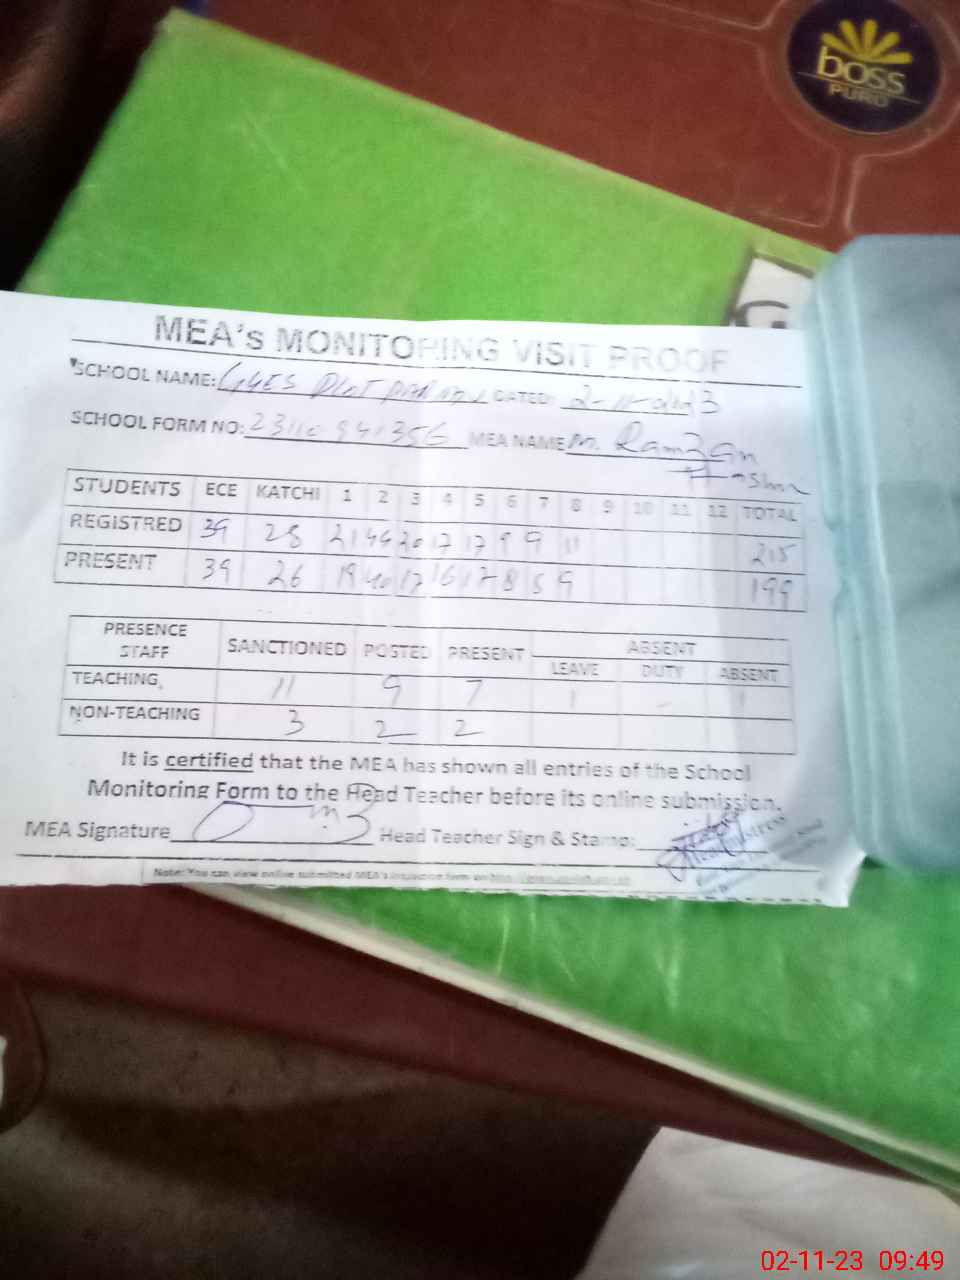 boss
PURO
MEA's MONITORING VISIT PROOF
SCHOOL NAME: GGES PLOT DATED: 2-11-2023
SCHOOL FORM NO: 23110 941356 MEA NAME M. Ramzan
STUDENTS ECE KATCHI 1 2 3 4 5 6 7 8 9 10 11 12 TOTAL
REGISTRED 39 28 21 44 20 17 17 9 9 11 215
PRESENT 39 26 19 40 17 16 17 8 5 9 199
PRESENCE STAFF SANCTIONED POSTED PRESENT ABSENT
LEAVE DUTY ABSENT
TEACHING 11 9 7 1 - 1
NON-TEACHING 3 2 2
It is certified that the MEA has shown all entries of the School
Monitoring Form to the Head Teacher before its online submission.
MEA Signature Head Teacher Sign & Stamp:
Headmistress
Note: You can view online submitted MEA's inspection form on
02-11-23 09:49